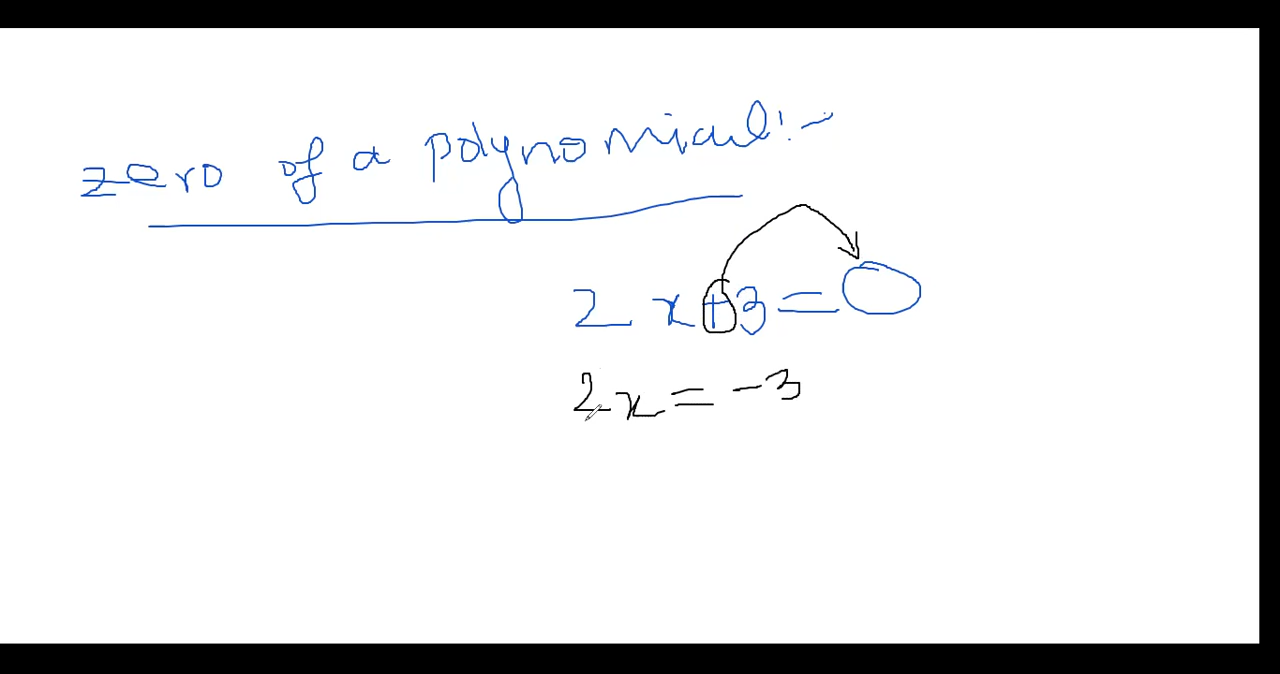 zero of a polynomial:-
2x+3=0
2x=-3